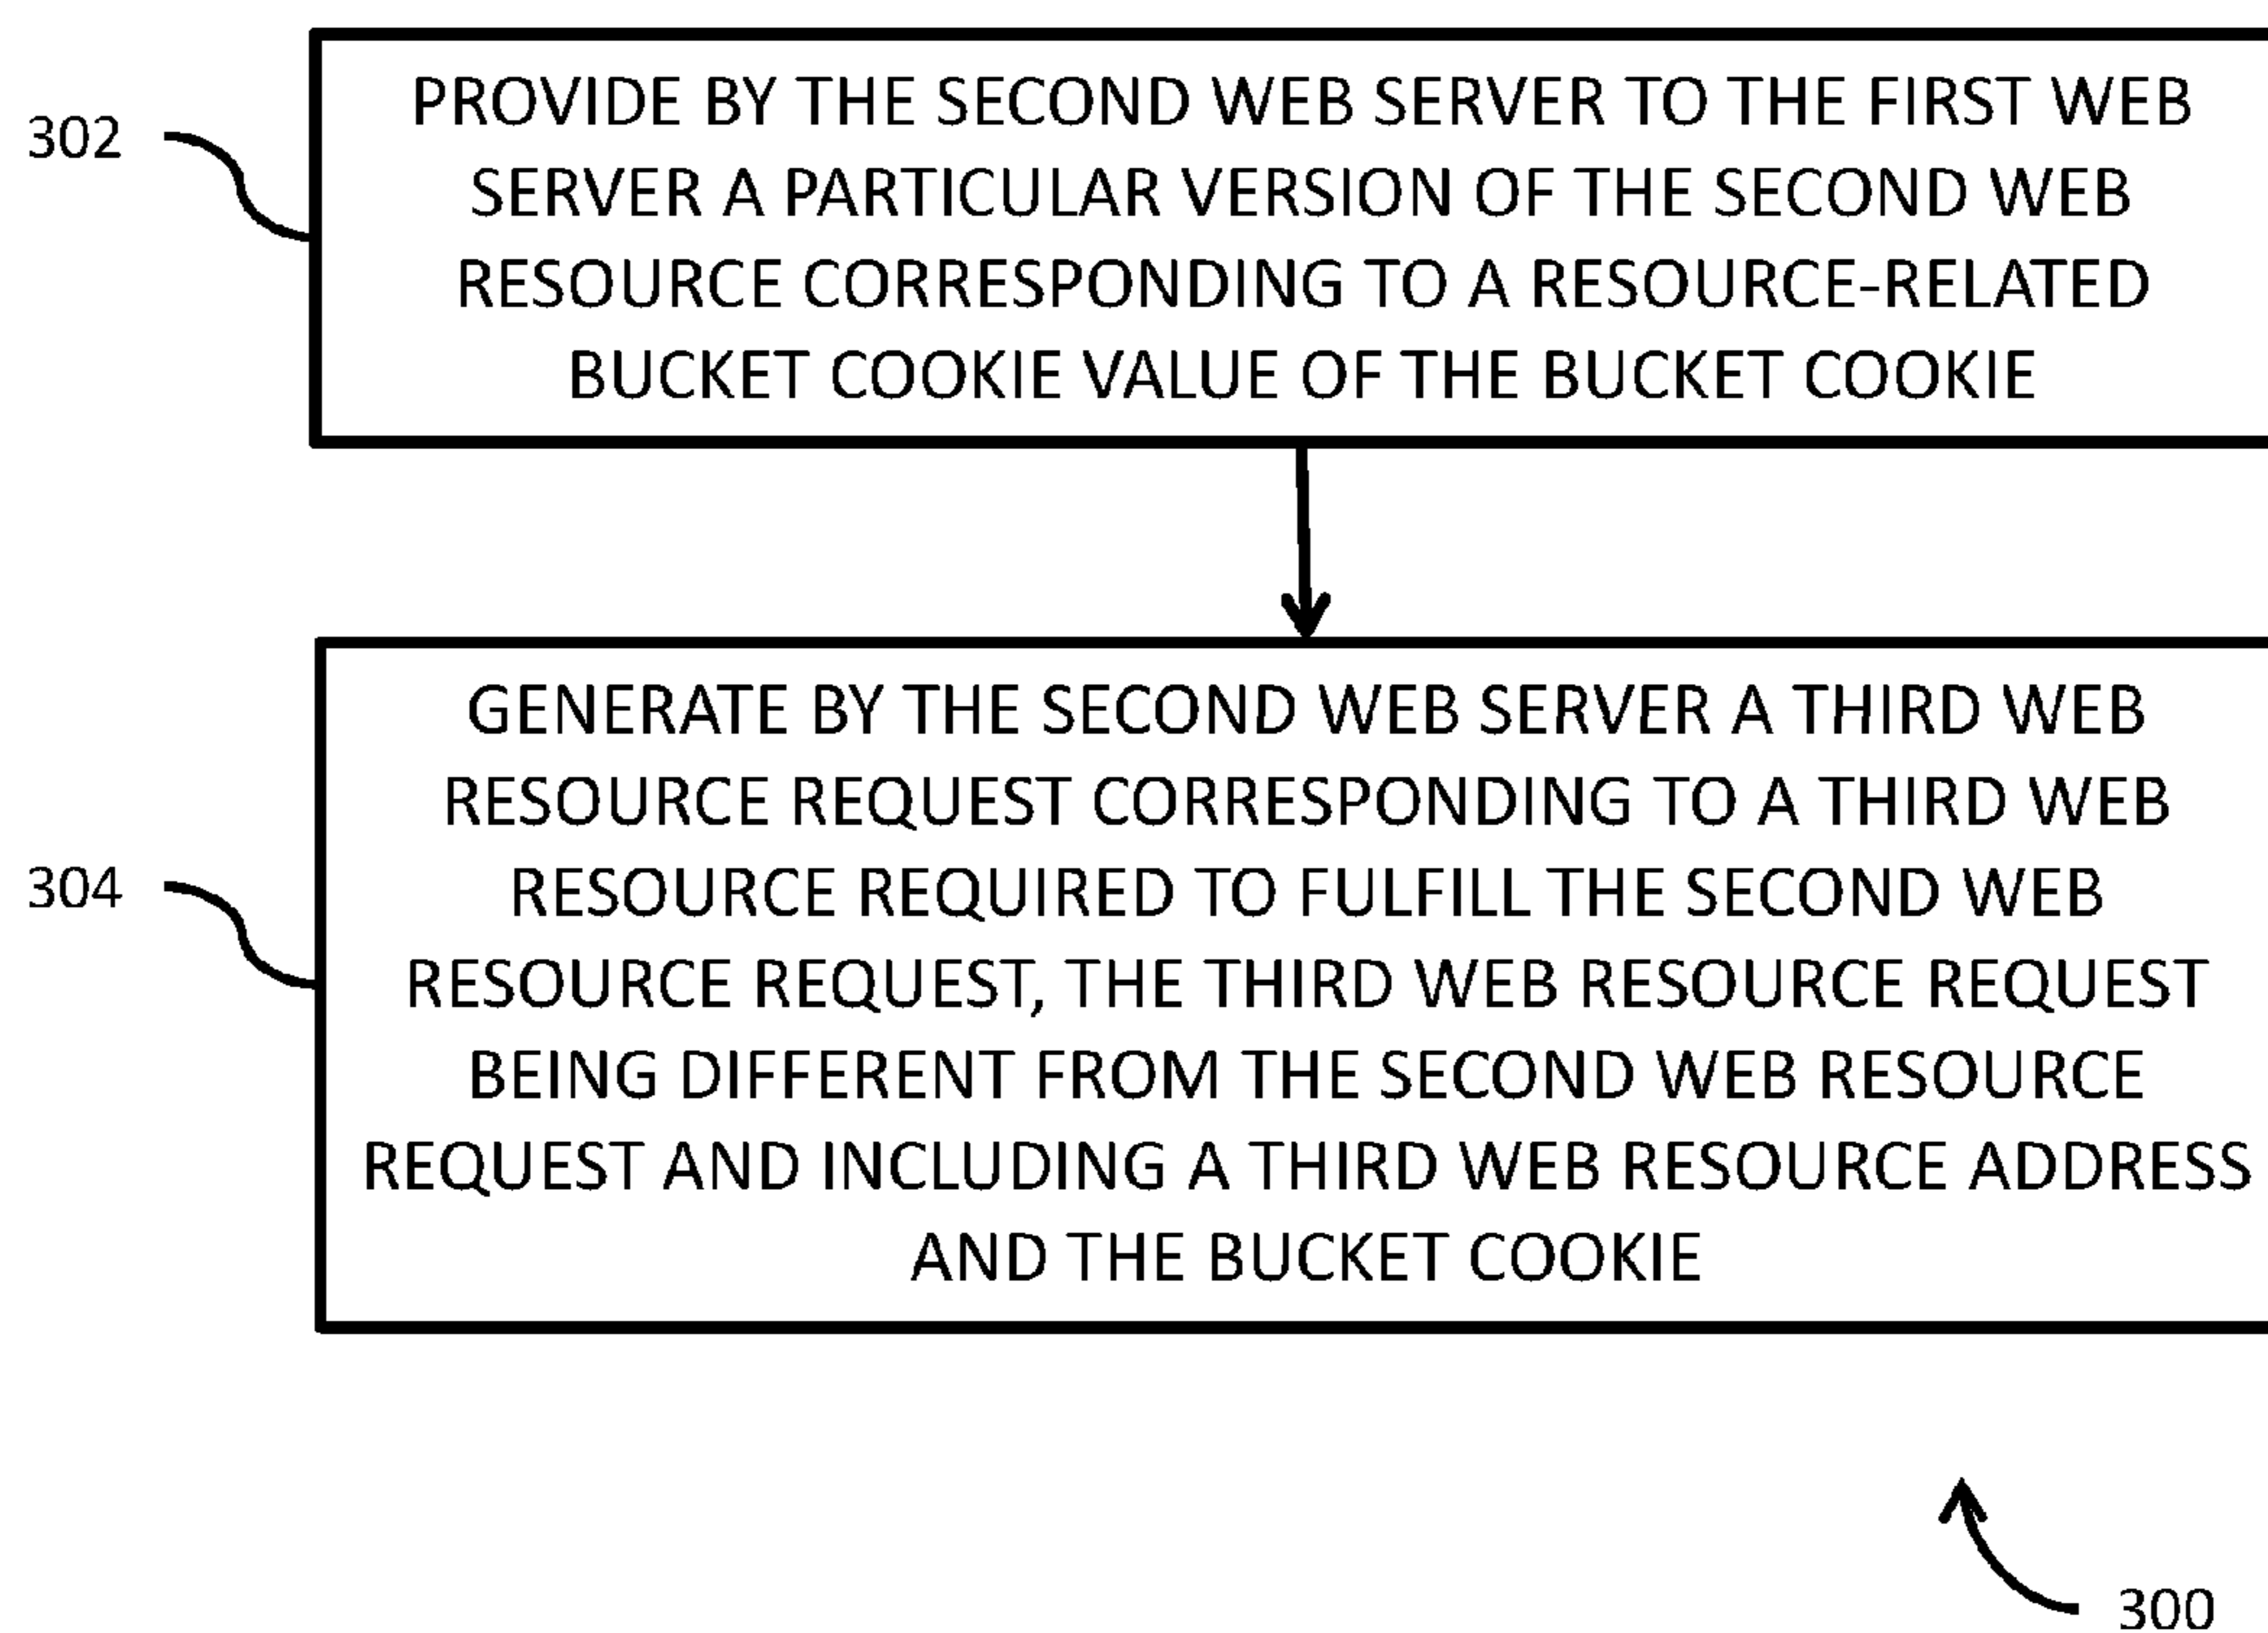 302
PROVIDE BY THE SECOND WEB SERVER TO THE FIRST WEB
SERVER A PARTICULAR VERSION OF THE SECOND WEB
RESOURCE CORRESPONDING TO A RESOURCE-RELATED
BUCKET COOKIE VALUE OF THE BUCKET COOKIE
304
GENERATE BY THE SECOND WEB SERVER A THIRD WEB
RESOURCE REQUEST CORRESPONDING TO A THIRD WEB
RESOURCE REQUIRED TO FULFILL THE SECOND WEB
RESOURCE REQUEST, THE THIRD WEB RESOURCE REQUEST
BEING DIFFERENT FROM THE SECOND WEB RESOURCE
REQUEST AND INCLUDING A THIRD WEB RESOURCE ADDRESS
AND THE BUCKET COOKIE
300